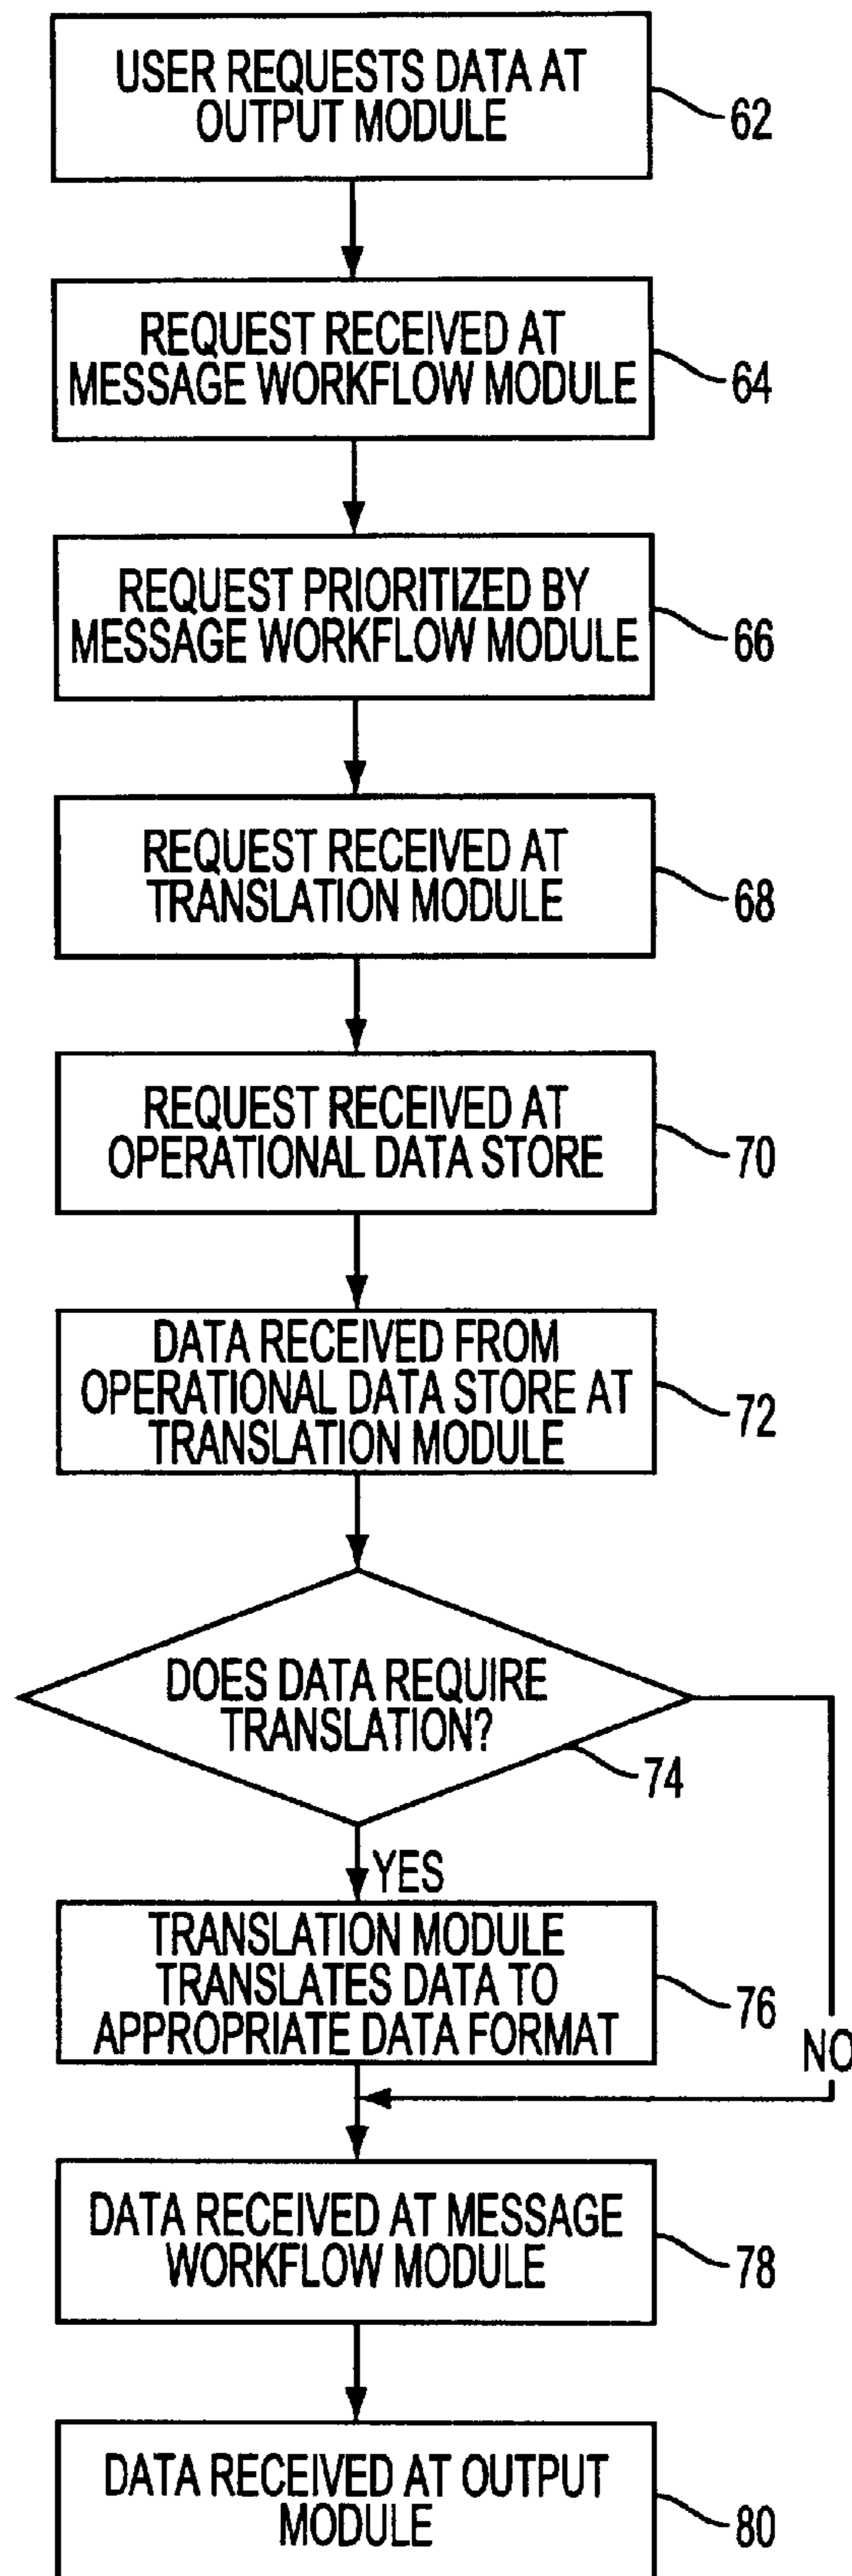 USER REQUESTS DATA AT
OUTPUT MODULE
62
REQUEST RECEIVED AT
MESSAGE WORKFLOW MODULE
64
REQUEST PRIORITIZED BY
MESSAGE WORKFLOW MODULE
66
REQUEST RECEIVED AT
TRANSLATION MODULE
68
REQUEST RECEIVED AT
OPERATIONAL DATA STORE
70
DATA RECEIVED FROM
OPERATIONAL DATA STORE AT
TRANSLATION MODULE
72
DOES DATA REQUIRE
TRANSLATION?
74
YES
TRANSLATION MODULE
TRANSLATES DATA TO
APPROPRIATE DATA FORMAT
76
NO
DATA RECEIVED AT MESSAGE
WORKFLOW MODULE
78
DATA RECEIVED AT OUTPUT
MODULE
80